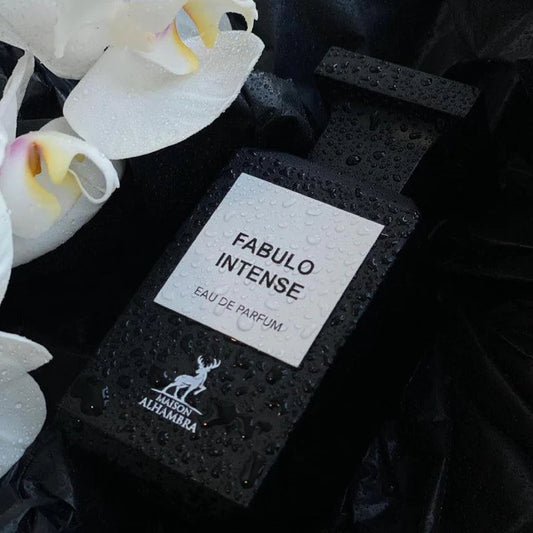 FABULO
INTENSE
EAU DE PARFUM
MAISON
ALHAMBRA